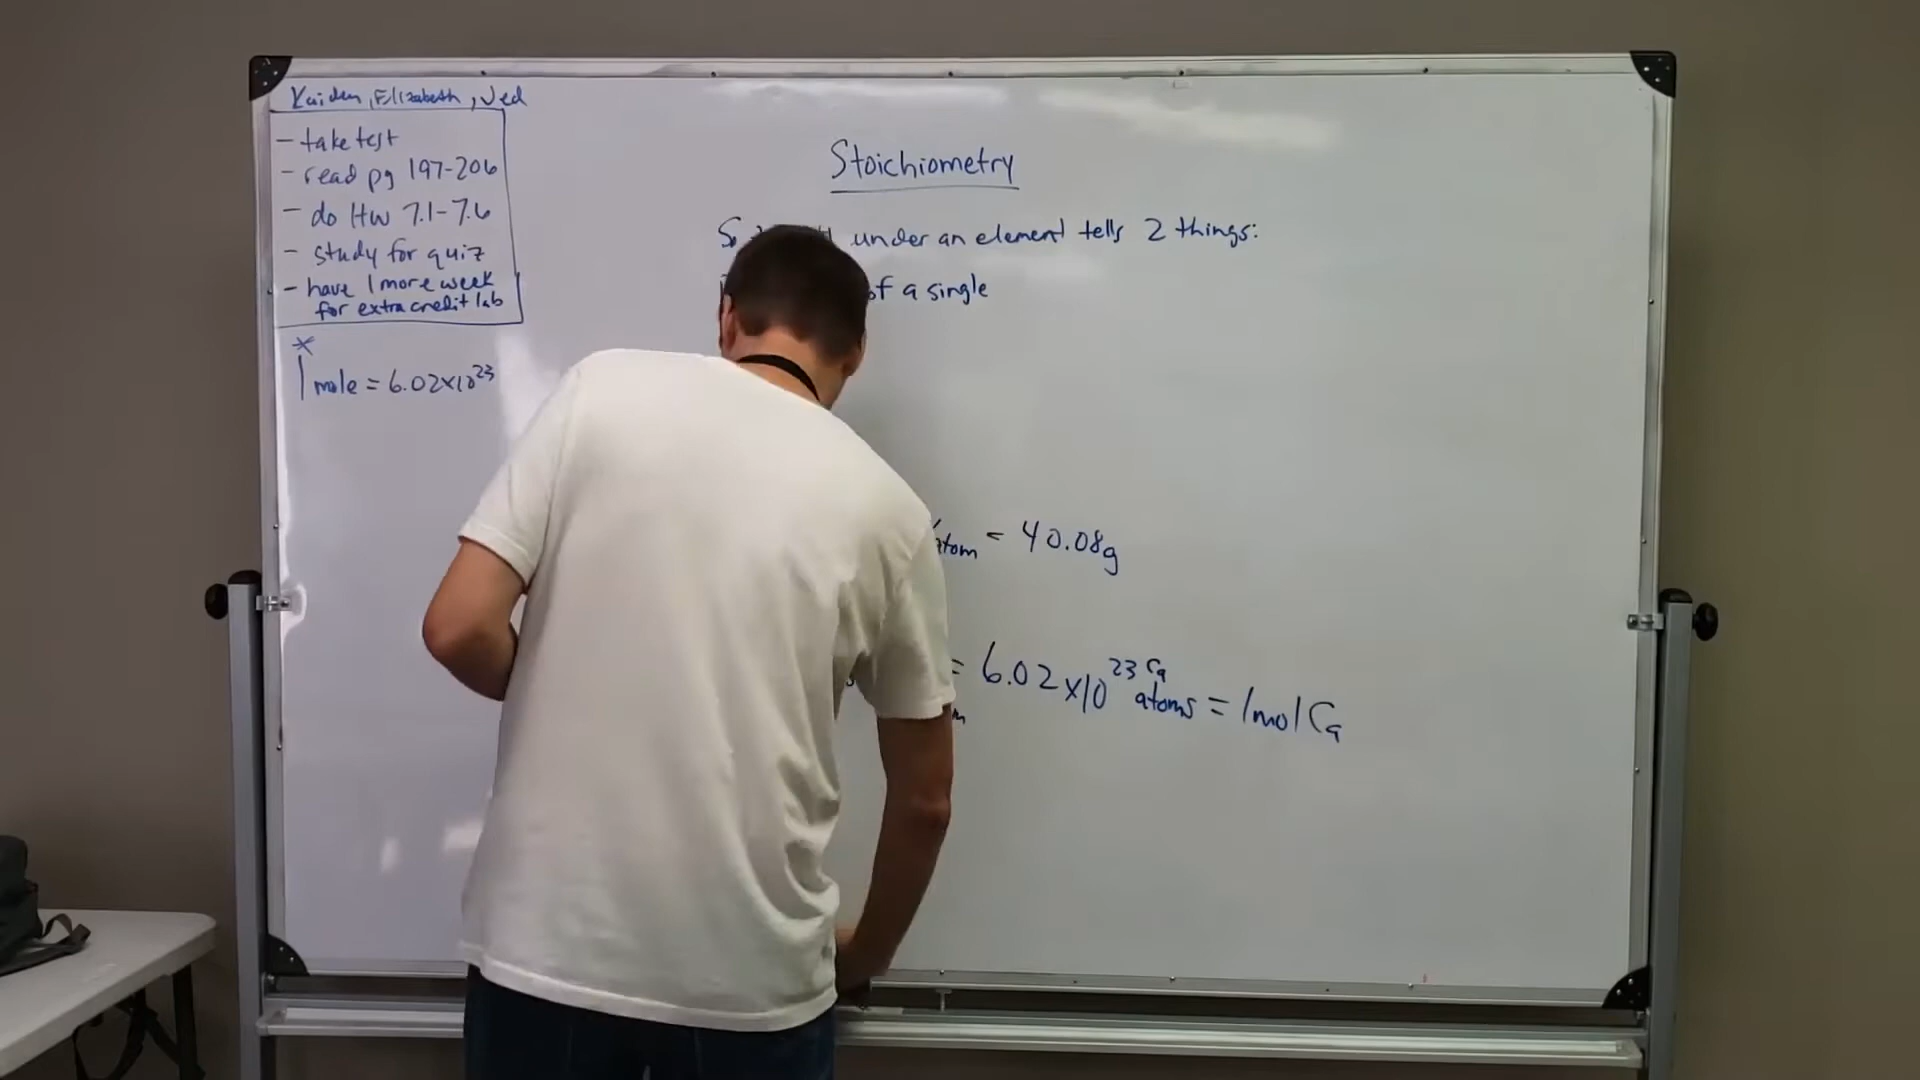 Kaiden, Elizabeth, Jed
- take test
- read pg 197-206
- do HW 7.1-7.6
- study for quiz
- have 1 more week
for extra credit lab
*
1 mole = 6.02x10²³
Stoichiometry
So under an element tells 2 things:
of a single
atom = 40.08g
= 6.02x10²³ Ca atoms = 1 mol Ca